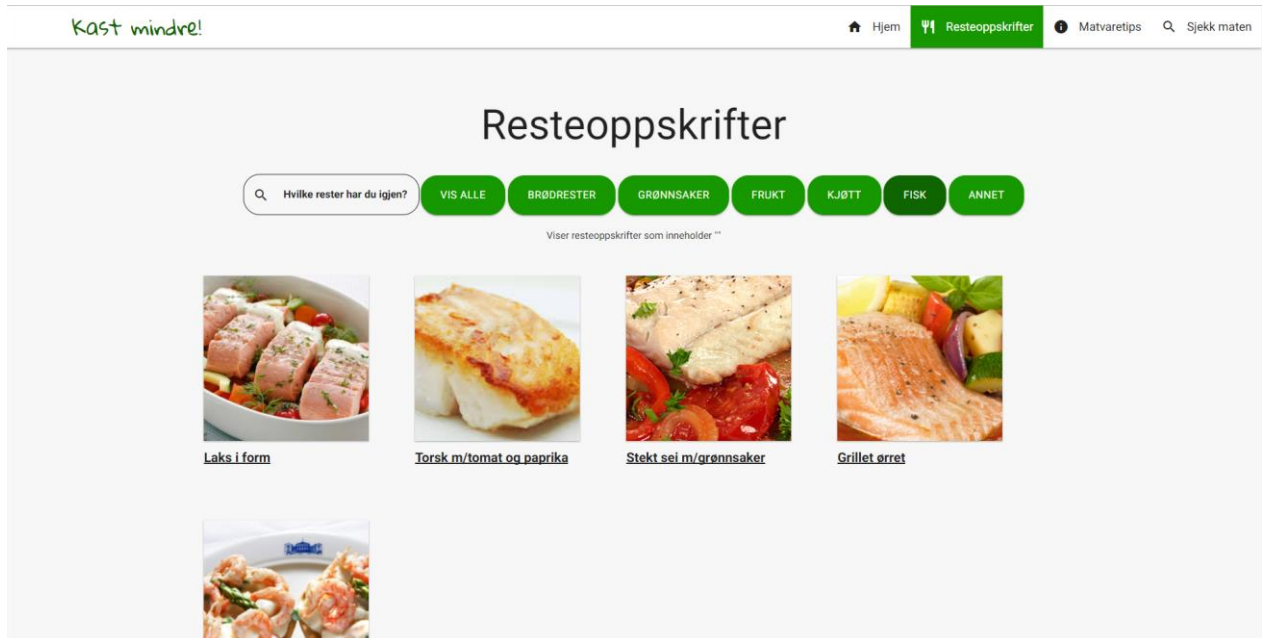 Kast mindre!
Hjem
Resteoppskrifter
Matvaretips
Sjekk maten
Resteoppskrifter
Hvilke rester har du igjen?
VIS ALLE
BRØDRESTER
GRØNNSAKER
FRUKT
KJØTT
FISK
ANNET
Viser resteoppskrifter som inneholder ""
Laks i form
Torsk m/tomat og paprika
Stekt sei m/grønnsaker
Grillet ørret